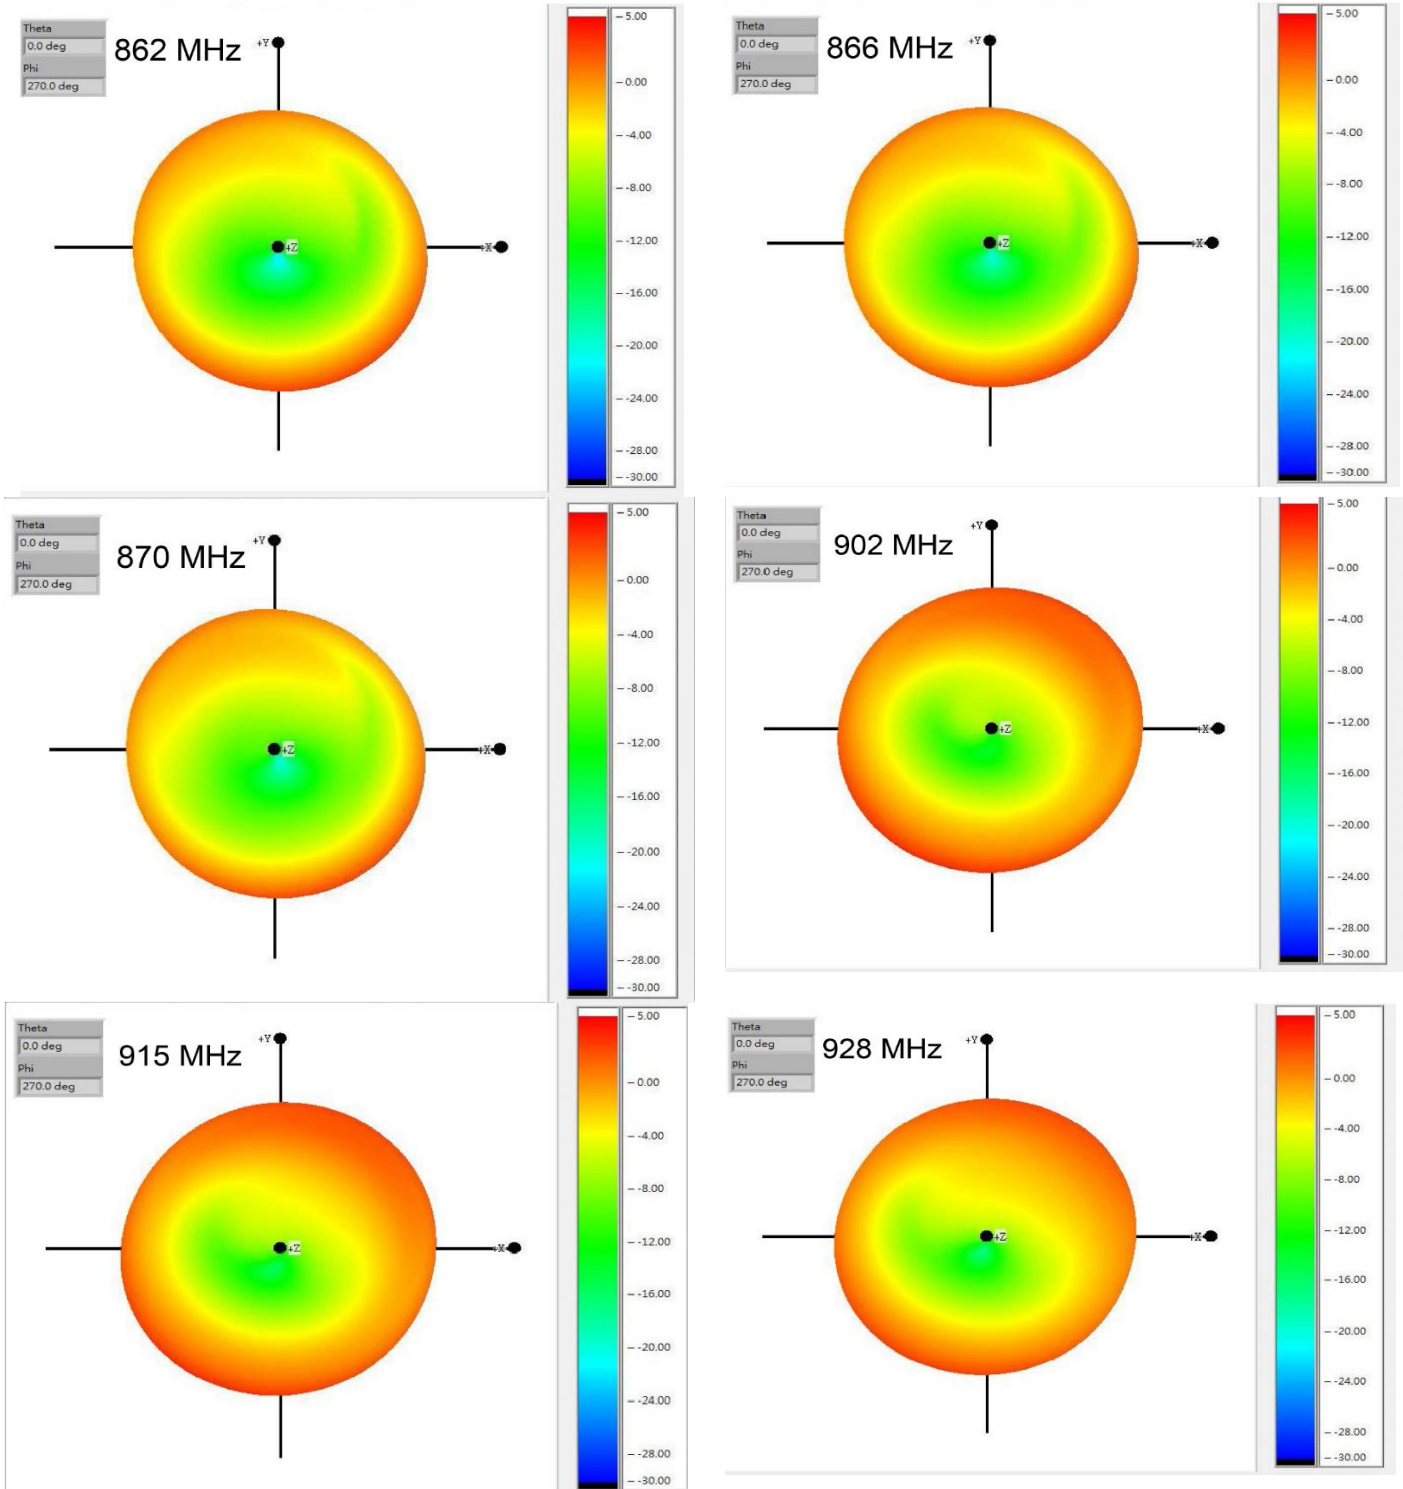 Theta
0.0 deg
Phi
270.0 deg
862 MHz
+Y
+Z
+X
5.00
0.00
-4.00
-8.00
-12.00
-16.00
-20.00
-24.00
-28.00
-30.00
Theta
0.0 deg
Phi
270.0 deg
866 MHz
+Y
+Z
+X
5.00
0.00
-4.00
-8.00
-12.00
-16.00
-20.00
-24.00
-28.00
-30.00
Theta
0.0 deg
Phi
270.0 deg
870 MHz
+Y
+Z
+X
5.00
0.00
-4.00
-8.00
-12.00
-16.00
-20.00
-24.00
-28.00
-30.00
Theta
0.0 deg
Phi
270.0 deg
902 MHz
+Y
+Z
+X
5.00
0.00
-4.00
-8.00
-12.00
-16.00
-20.00
-24.00
-28.00
-30.00
Theta
0.0 deg
Phi
270.0 deg
915 MHz
+Y
+Z
+X
5.00
0.00
-4.00
-8.00
-12.00
-16.00
-20.00
-24.00
-28.00
-30.00
Theta
0.0 deg
Phi
270.0 deg
928 MHz
+Y
+Z
+X
5.00
0.00
-4.00
-8.00
-12.00
-16.00
-20.00
-24.00
-28.00
-30.00